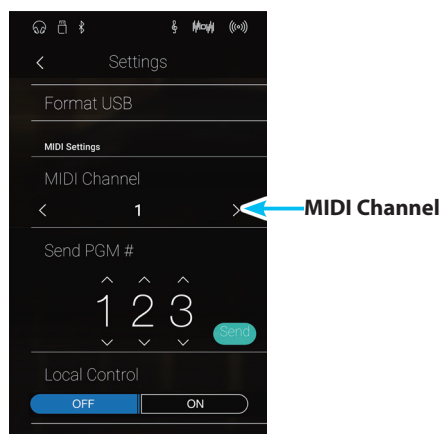 Settings
Format USB
MIDI Settings
MIDI Channel
1
MIDI Channel
Send PGM #
1 2 3
Send
Local Control
OFF ON